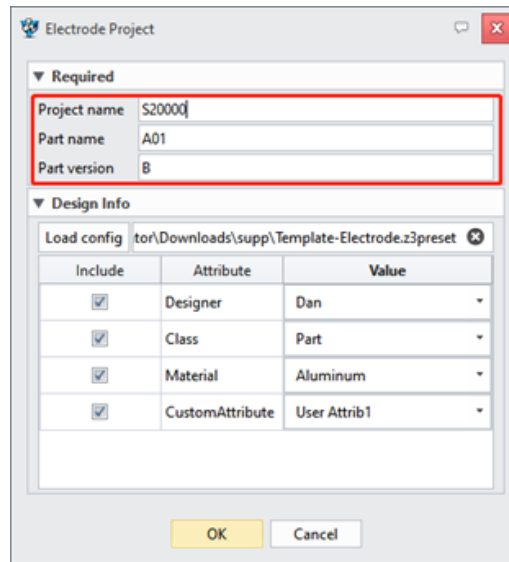 Electrode Project
Required
Project name S20000
Part name A01
Part version B
Design Info
Load config tor\Downloads\supp\Template-Electrode.z3preset
Include Attribute Value
Designer Dan
Class Part
Material Aluminum
CustomAttribute User Attrib1
OK Cancel